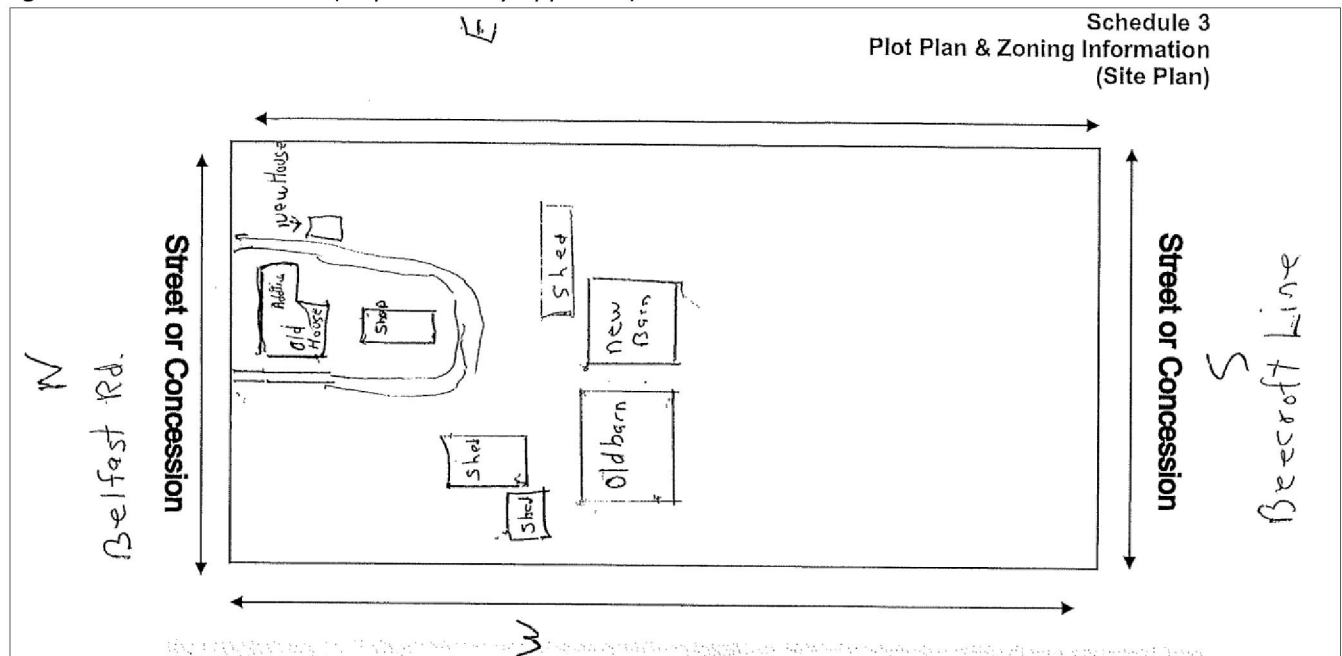 E
Schedule 3
Plot Plan & Zoning Information
(Site Plan)
New House
Addition
Old
House
Shop
Shed
new
Barn
Old barn
Shed
Shed
Street or Concession
N
Belfast Rd.
Street or Concession
S
Beecroft Line
W